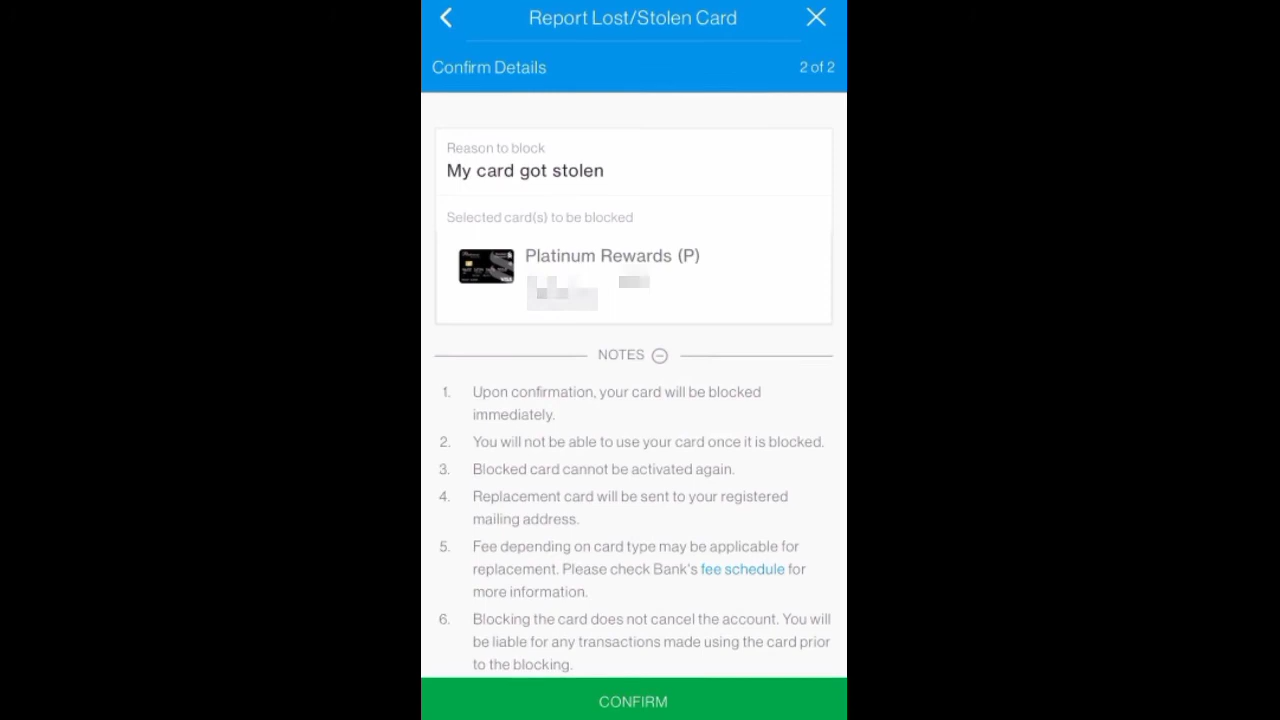 Report Lost/Stolen Card
Confirm Details
2 of 2
Reason to block
My card got stolen
Selected card(s) to be blocked
Platinum Rewards (P)
NOTES
1. Upon confirmation, your card will be blocked
immediately.
2. You will not be able to use your card once it is blocked.
3. Blocked card cannot be activated again.
4. Replacement card will be sent to your registered
mailing address.
5. Fee depending on card type may be applicable for
replacement. Please check Bank's fee schedule for
more information.
6. Blocking the card does not cancel the account. You will
be liable for any transactions made using the card prior
to the blocking.
CONFIRM